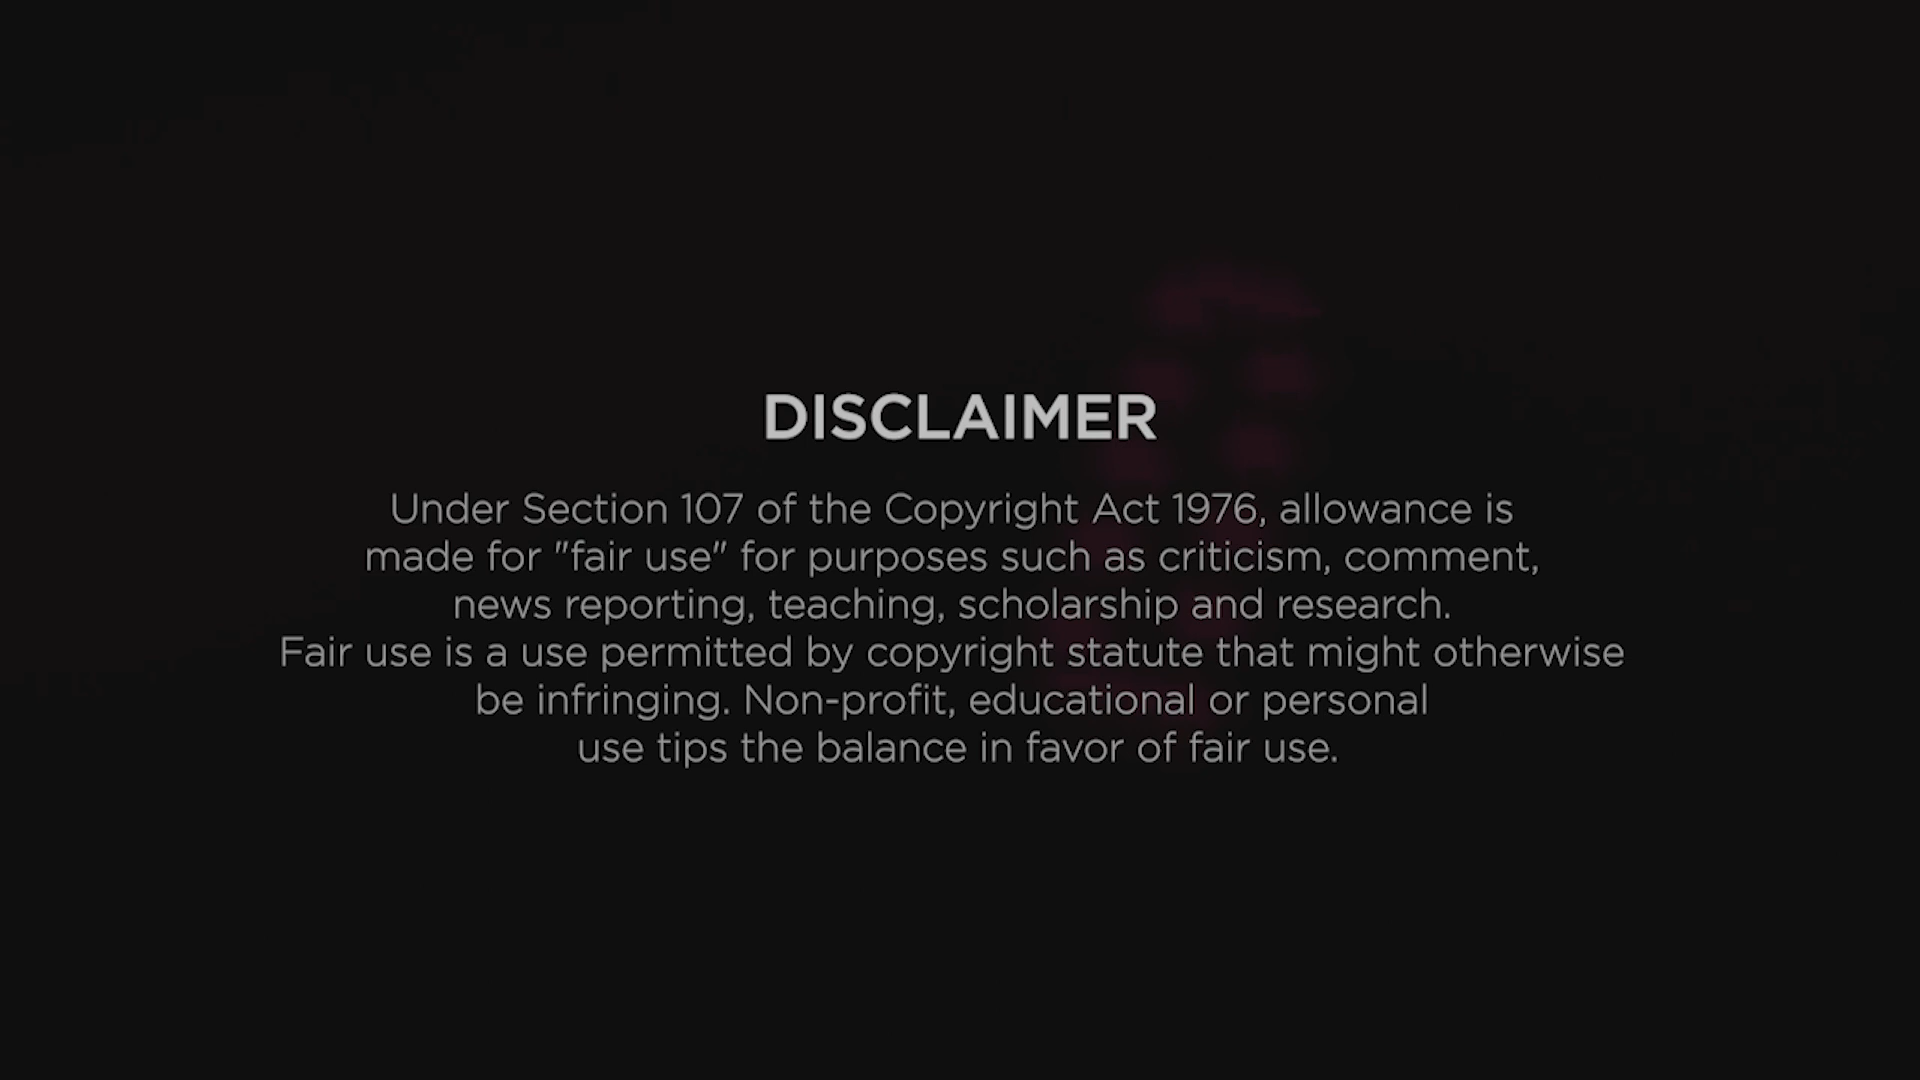 DISCLAIMER
Under Section 107 of the Copyright Act 1976, allowance is
made for "fair use" for purposes such as criticism, comment,
news reporting, teaching, scholarship and research.
Fair use is a use permitted by copyright statute that might otherwise
be infringing. Non-profit, educational or personal
use tips the balance in favor of fair use.